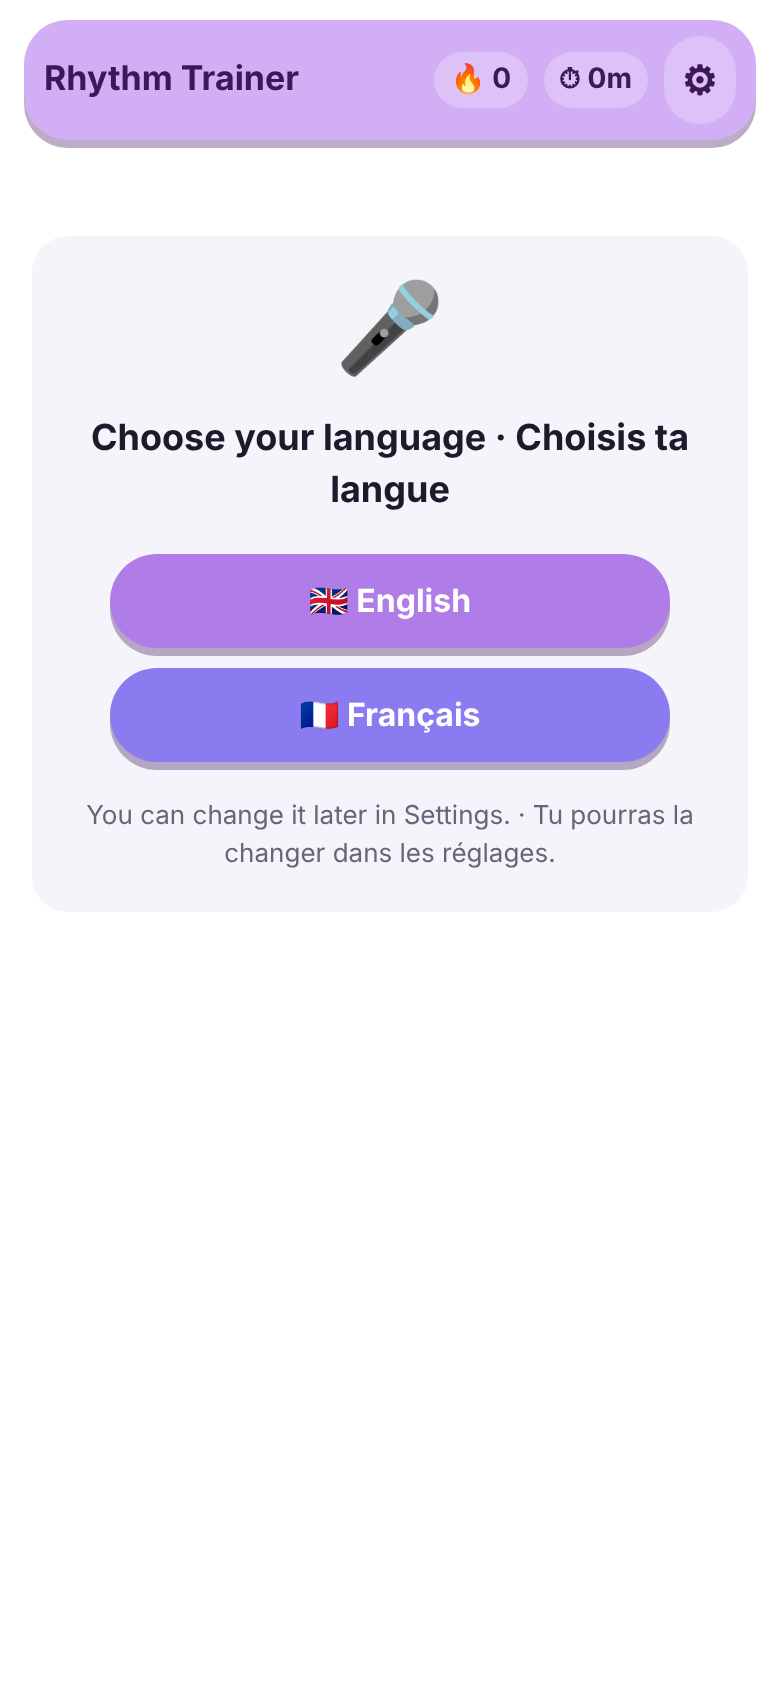 Rhythm Trainer
🔥 0
⏱ 0m
⚙
Choose your language · Choisis ta
langue
🇬🇧 English
🇫🇷 Français
You can change it later in Settings. · Tu pourras la
changer dans les réglages.